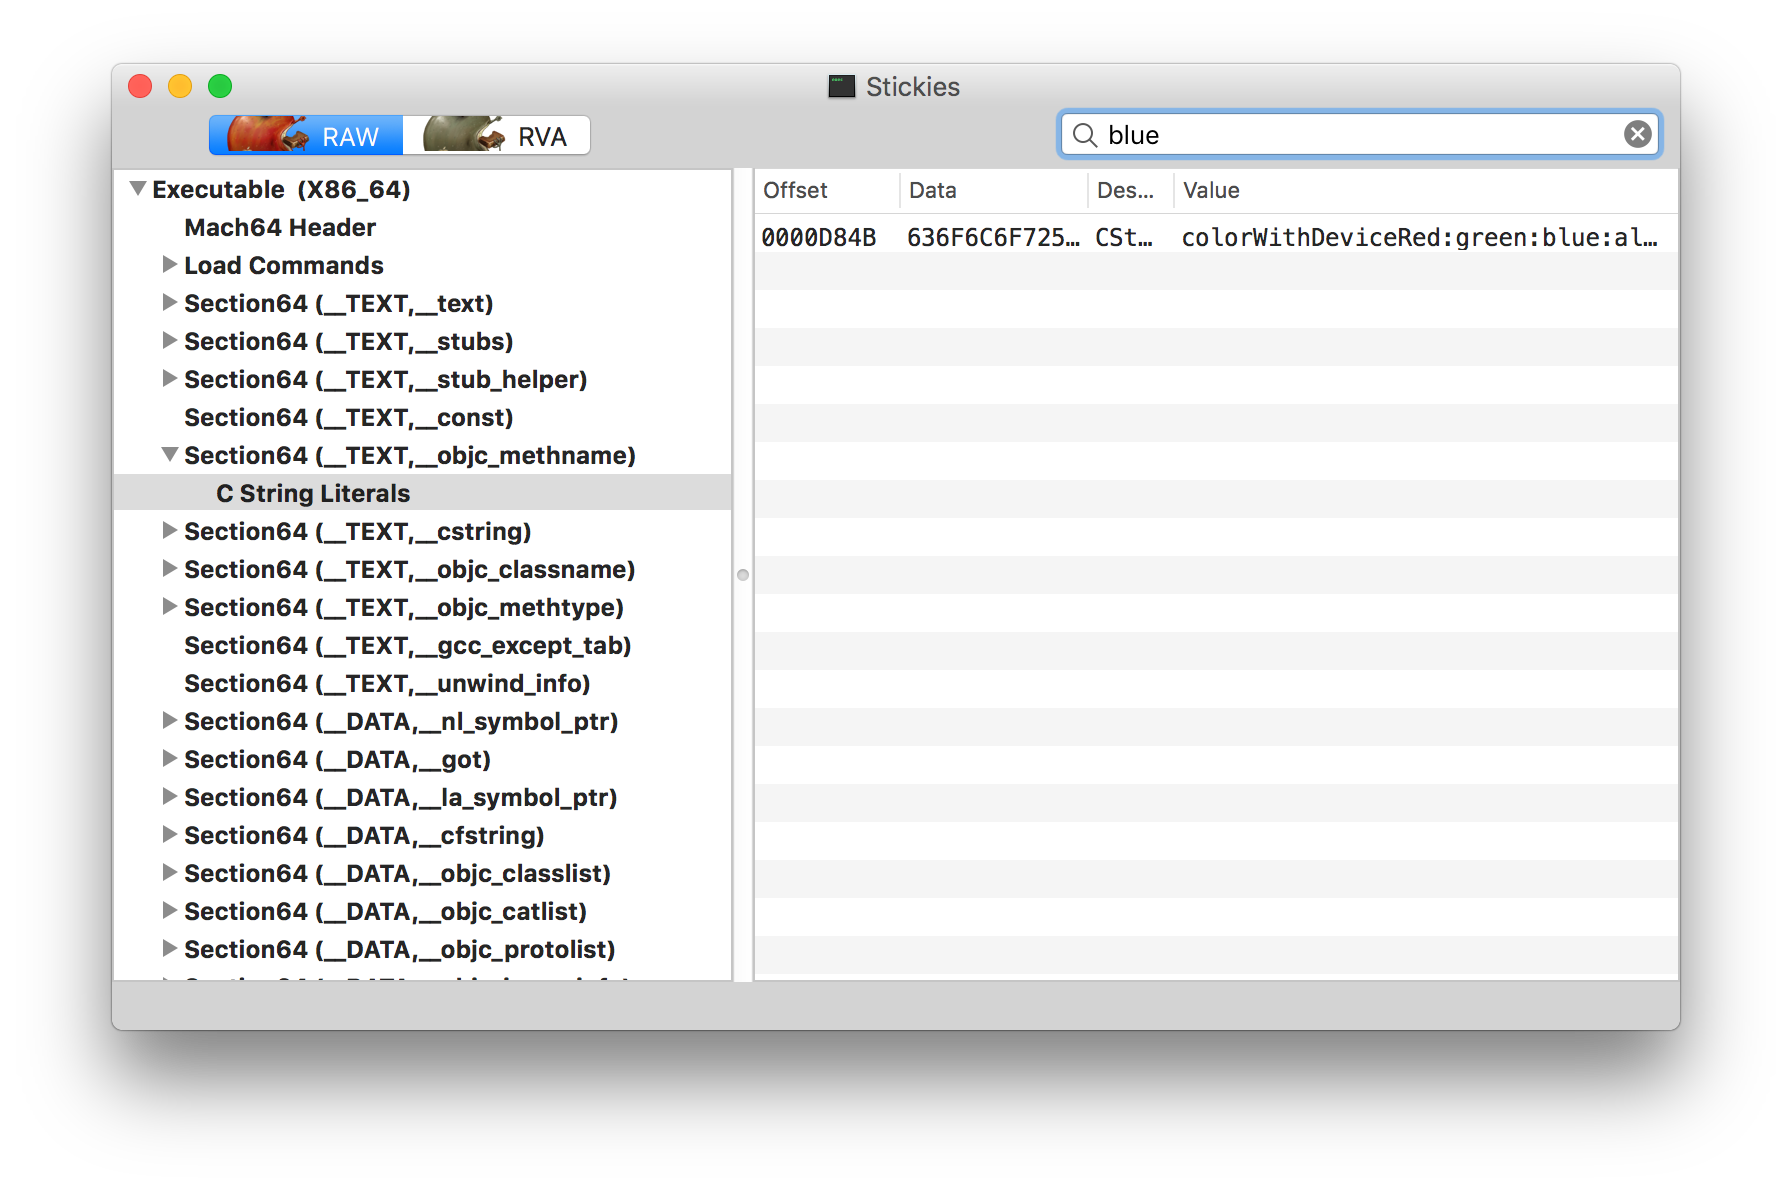 Stickies
RAW
RVA
blue
Executable (X86_64)
Mach64 Header
Load Commands
Section64 (__TEXT,__text)
Section64 (__TEXT,__stubs)
Section64 (__TEXT,__stub_helper)
Section64 (__TEXT,__const)
Section64 (__TEXT,__objc_methname)
C String Literals
Section64 (__TEXT,__cstring)
Section64 (__TEXT,__objc_classname)
Section64 (__TEXT,__objc_methtype)
Section64 (__TEXT,__gcc_except_tab)
Section64 (__TEXT,__unwind_info)
Section64 (__DATA,__nl_symbol_ptr)
Section64 (__DATA,__got)
Section64 (__DATA,__la_symbol_ptr)
Section64 (__DATA,__cfstring)
Section64 (__DATA,__objc_classlist)
Section64 (__DATA,__objc_catlist)
Section64 (__DATA,__objc_protolist)
Offset Data Des... Value
0000D84B 636F6C6F725... CSt... colorWithDeviceRed:green:blue:al...